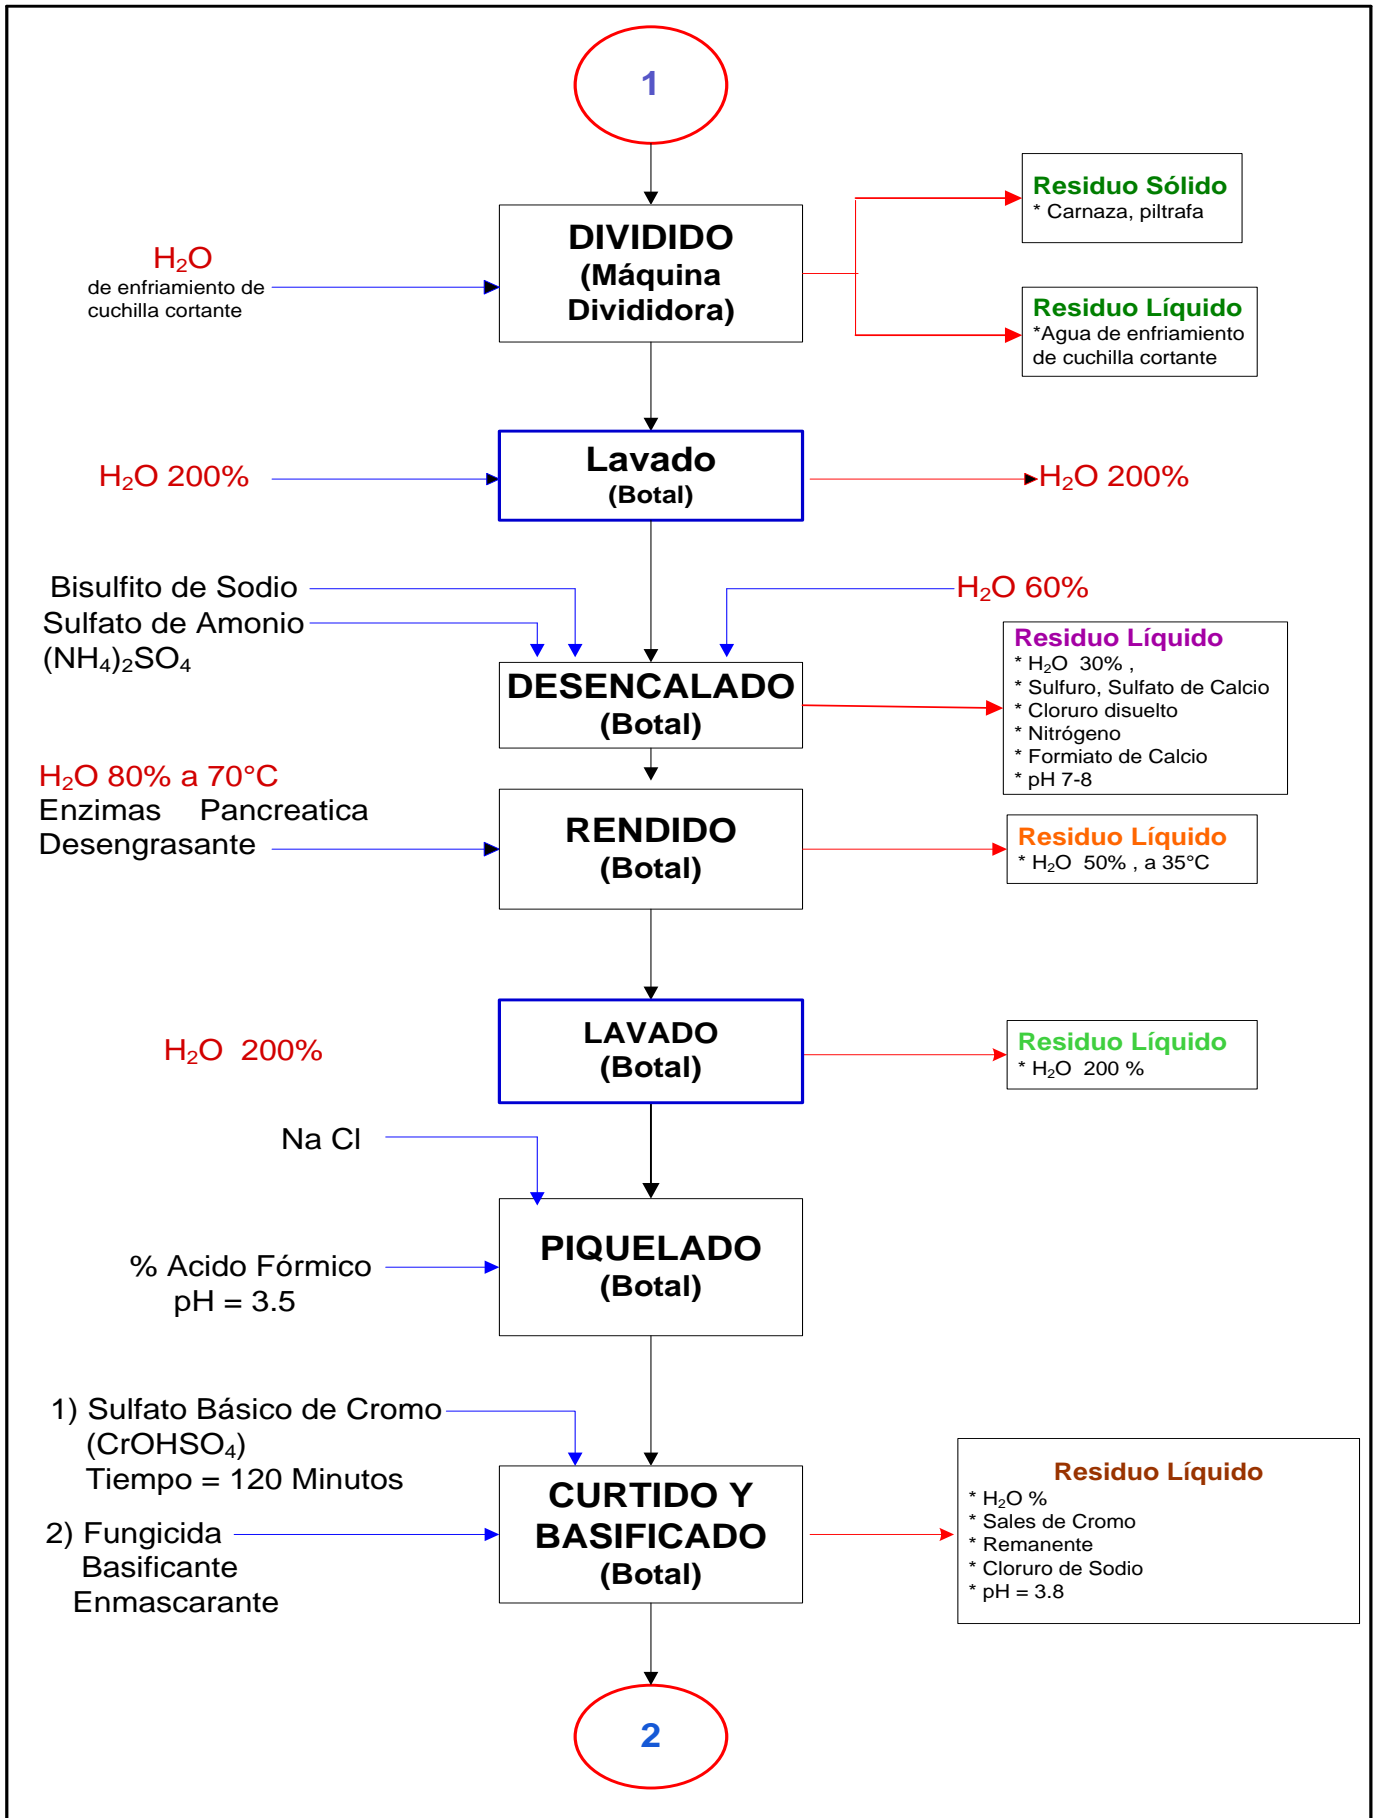 1
DIVIDIDO
(Máquina
Divididora)
H₂O
de enfriamiento de
cuchilla cortante
Residuo Sólido
* Carnaza, piltrafa
Residuo Líquido
*Agua de enfriamiento
de cuchilla cortante
H₂O 200%
Lavado
(Botal)
H₂O 200%
Bisulfito de Sodio
Sulfato de Amonio
(NH₄)₂SO₄
H₂O 60%
DESENCALADO
(Botal)
Residuo Líquido
* H₂O 30% ,
* Sulfuro, Sulfato de Calcio
* Cloruro disuelto
* Nitrógeno
* Formiato de Calcio
* pH 7-8
H₂O 80% a 70°C
Enzimas Pancreatica
Desengrasante
RENDIDO
(Botal)
Residuo Líquido
* H₂O 50% , a 35°C
H₂O 200%
LAVADO
(Botal)
Residuo Líquido
* H₂O 200 %
Na Cl
% Acido Fórmico
pH = 3.5
PIQUELADO
(Botal)
1) Sulfato Básico de Cromo
(CrOHSO₄)
Tiempo = 120 Minutos
2) Fungicida
Basificante
Enmascarante
CURTIDO Y
BASIFICADO
(Botal)
Residuo Líquido
* H₂O %
* Sales de Cromo
* Remanente
* Cloruro de Sodio
* pH = 3.8
2